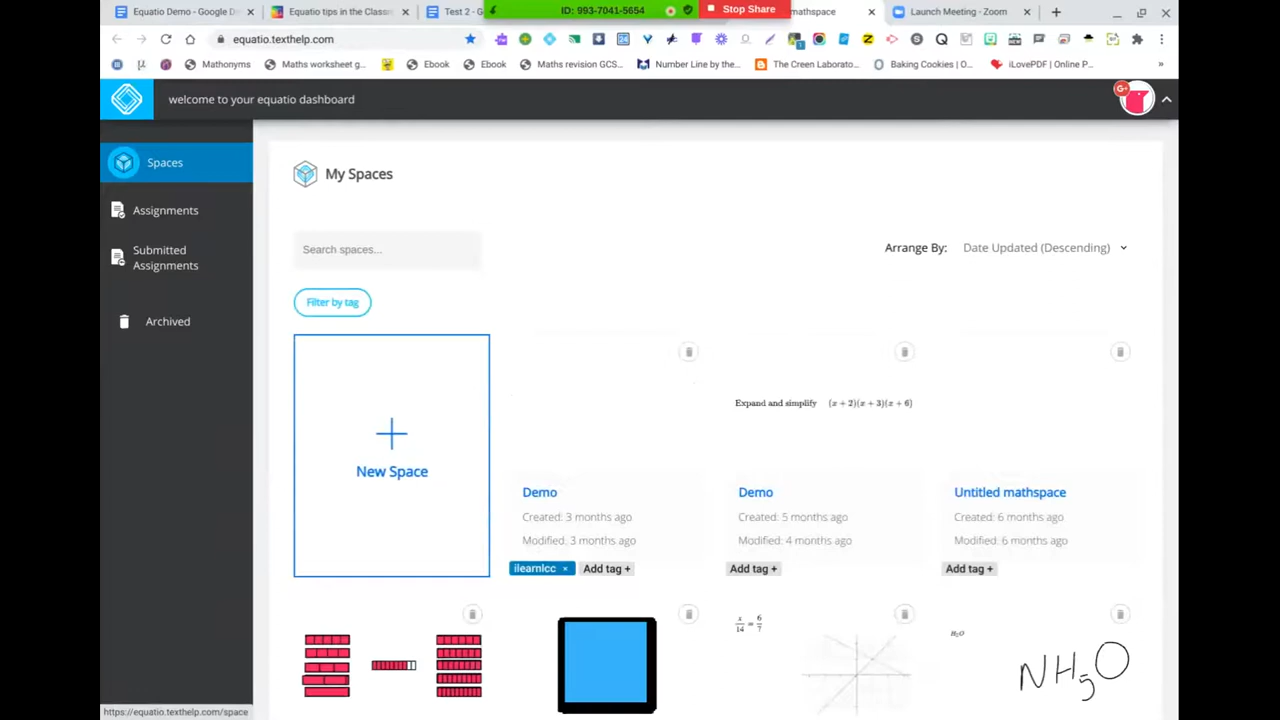 Equatio Demo - Google D
Equatio tips in the Class
Test 2 - G
ID: 993-7041-5654
Stop Share
mathspace
Launch Meeting - Zoom
equatio.texthelp.com
Mathonyms
Maths worksheet g...
Ebook
Ebook
Maths revision GCS...
Number Line by the...
The Creen Laborato...
Baking Cookies | O...
iLovePDF | Online P...
»
welcome to your equatio dashboard
G+
Spaces
Assignments
Submitted
Assignments
Archived
My Spaces
Search spaces...
Arrange By: Date Updated (Descending)
Filter by tag
New Space
Expand and simplify (x + 2)(x + 3)(x + 6)
Demo
Created: 3 months ago
Modified: 3 months ago
ilearnlcc ×
Add tag +
Demo
Created: 5 months ago
Modified: 4 months ago
Add tag +
Untitled mathspace
Created: 6 months ago
Modified: 6 months ago
Add tag +
x/14 = 6/7
H₂O
NH₅O
https://equatio.texthelp.com/space